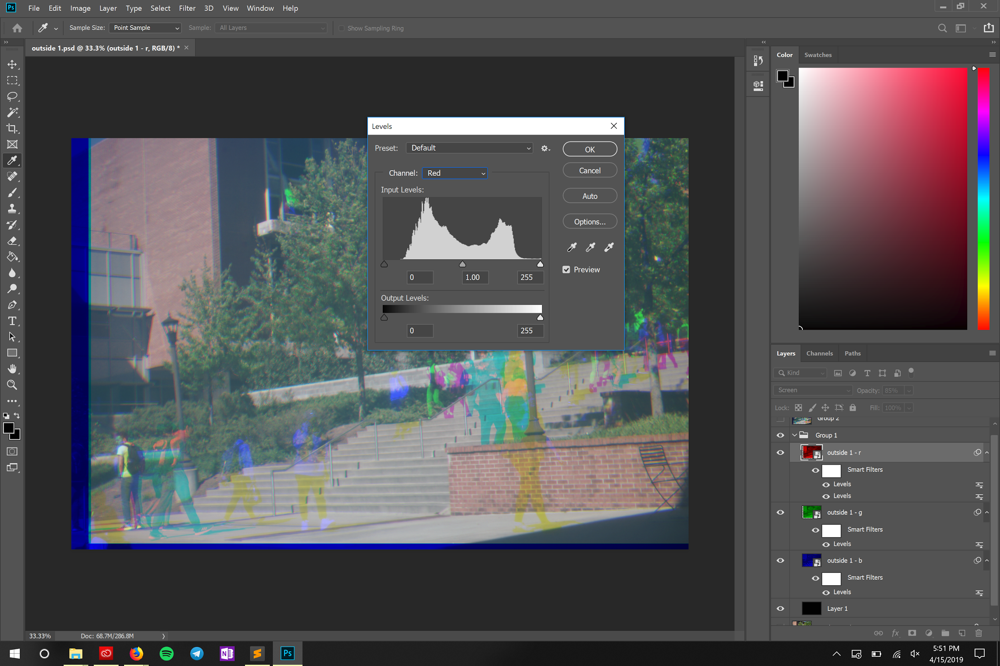 Ps File Edit Image Layer Type Select Filter 3D View Window Help
Sample Size: Point Sample Sample: All Layers Show Sampling Ring
outside 1.psd @ 33.3% (outside 1 - r, RGB/8) *
Color Swatches
Levels
Preset: Default
OK
Channel: Red
Cancel
Input Levels:
Auto
Options...
Preview
0 1.00 255
Output Levels:
0 255
Layers Channels Paths
Kind
Screen Opacity: 85%
Lock: Fill: 100%
Group 2
Group 1
outside 1 - r
Smart Filters
Levels
Levels
outside 1 - g
Smart Filters
Levels
outside 1 - b
Smart Filters
Levels
Layer 1
fx
33.33% Doc: 68.7M/286.8M
N
Ps
5:51 PM
4/15/2019